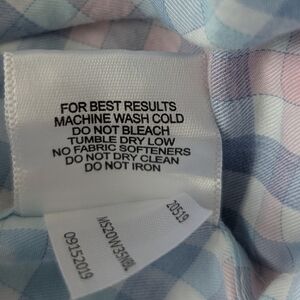 FOR BEST RESULTS
MACHINE WASH COLD
DO NOT BLEACH
TUMBLE DRY LOW
NO FABRIC SOFTENERS
DO NOT DRY CLEAN
DO NOT IRON
20519
MS20W35NBL
09152019